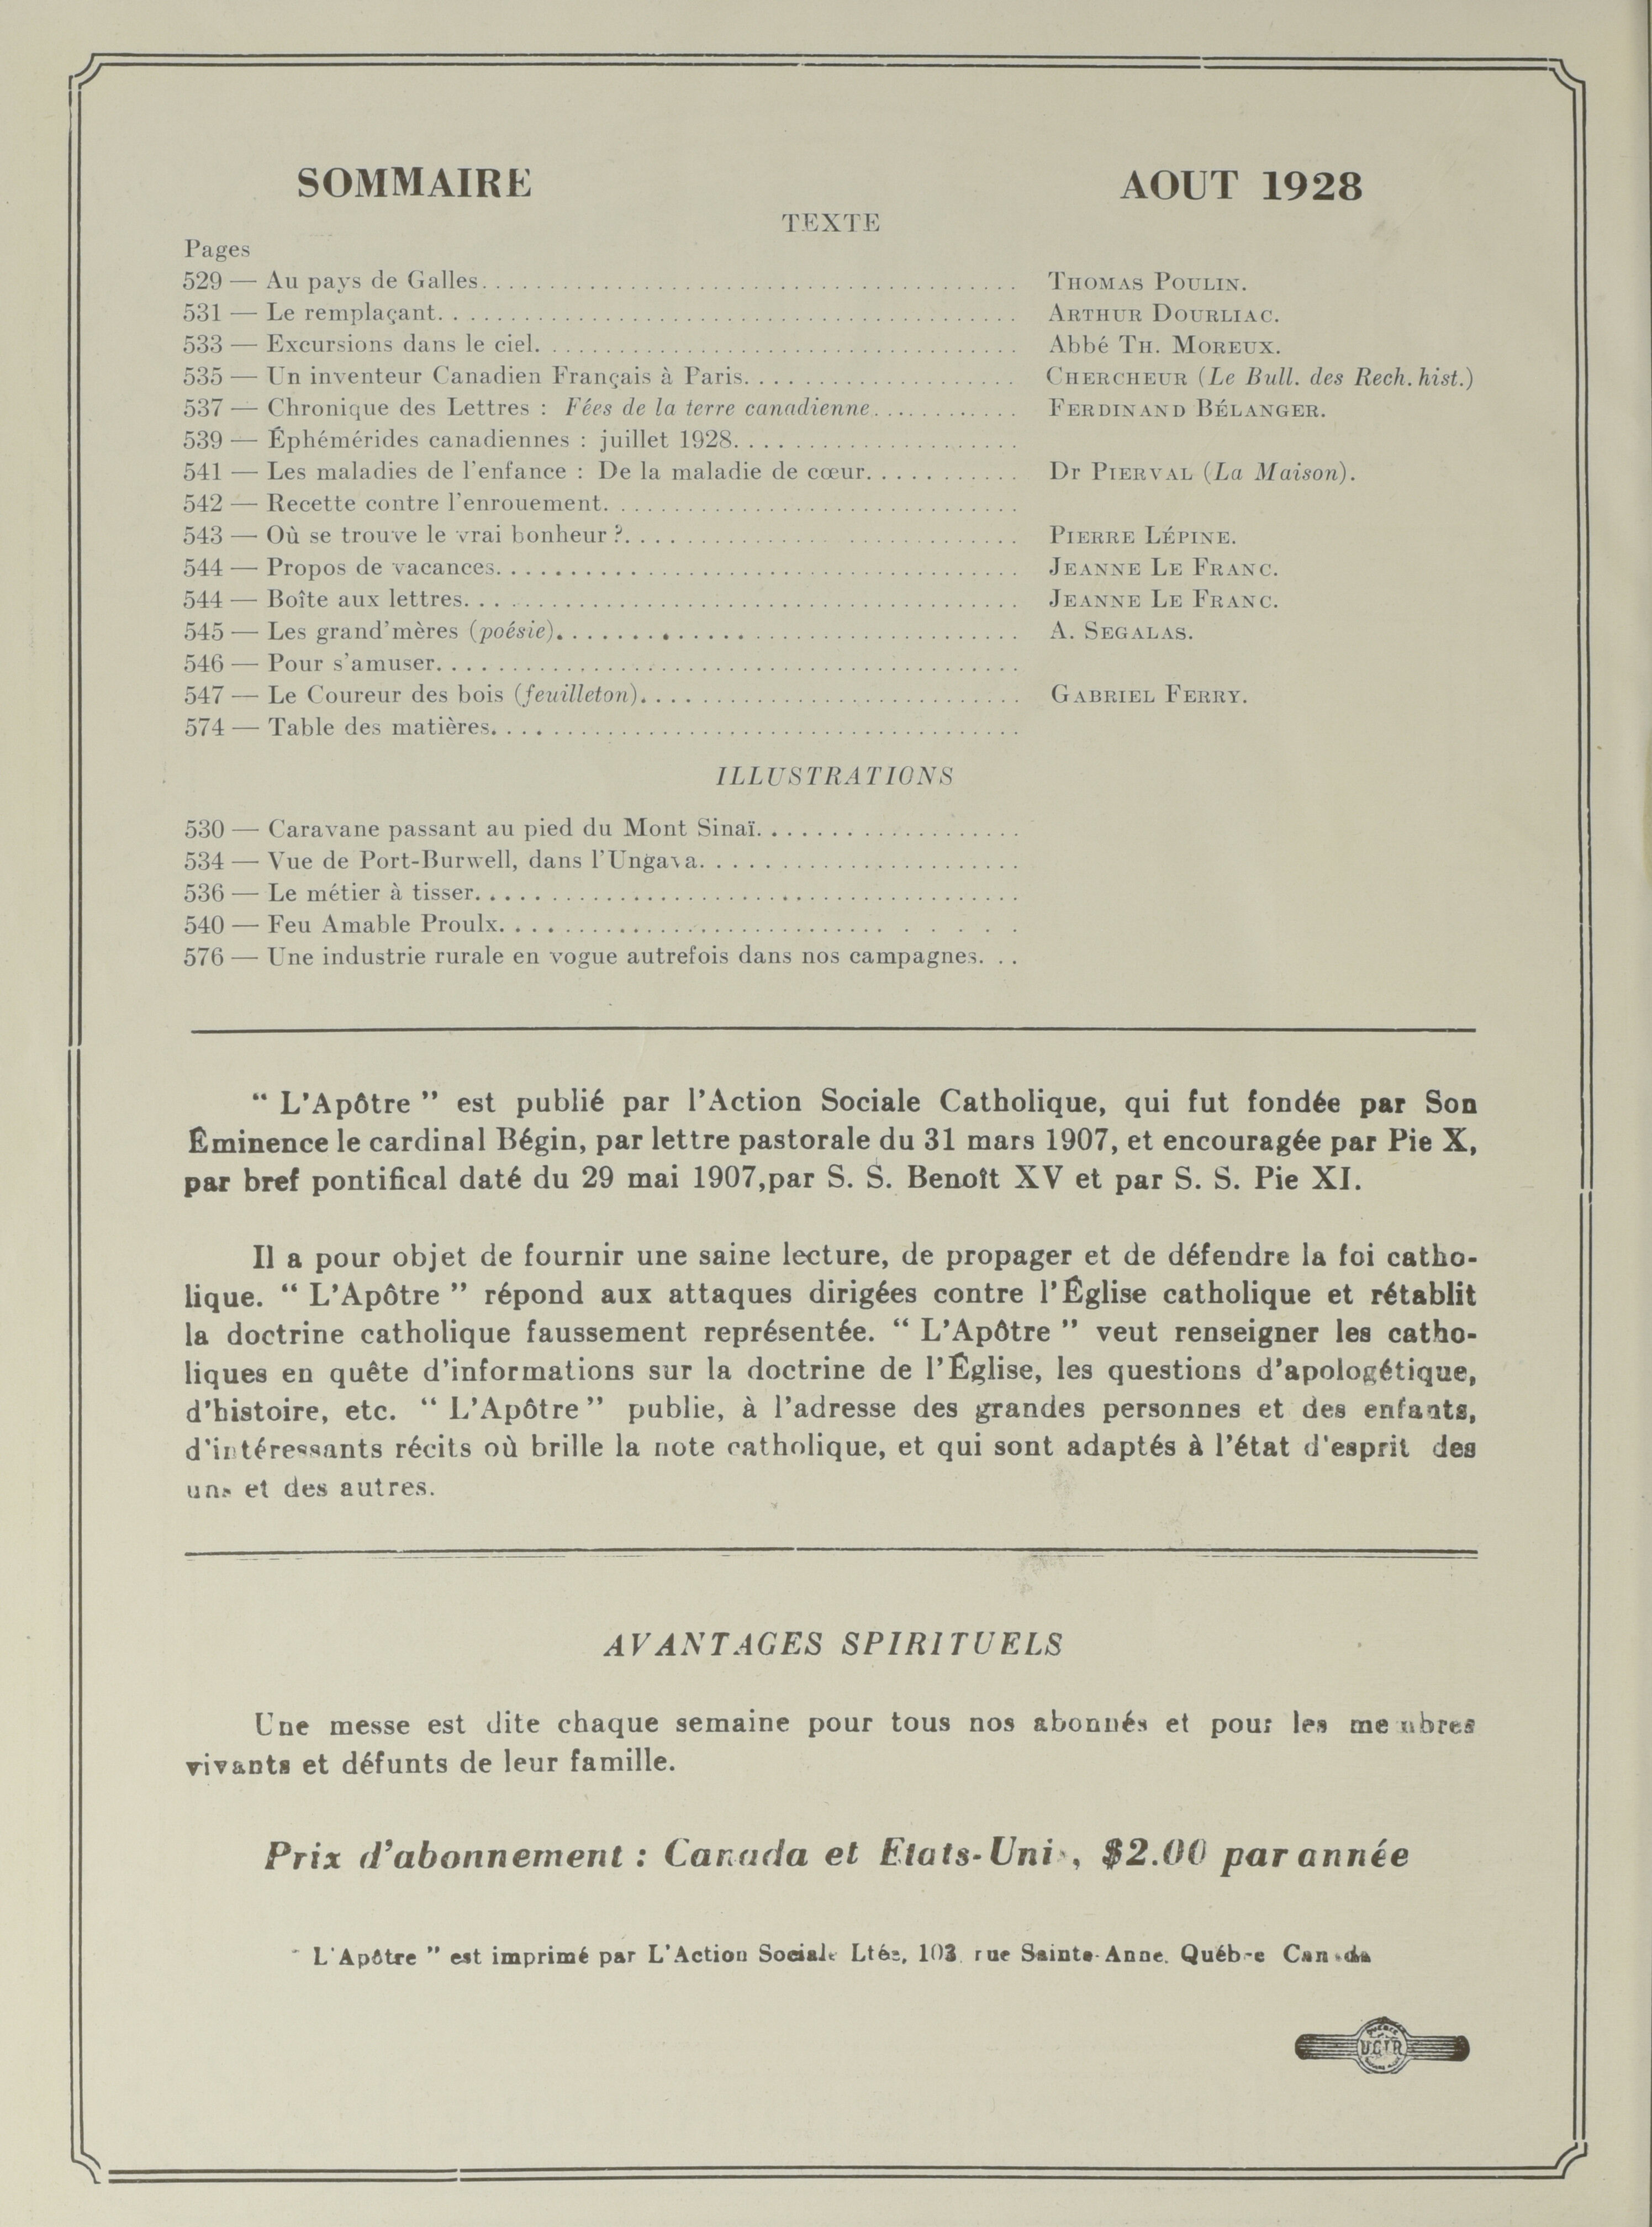 SOMMAIRE AOUT 1928
TEXTE
Pages
529 — Au pays de Galles. THOMAS POULIN.
531 — Le remplaçant. ARTHUR DOURLIAC.
533 — Excursions dans le ciel. Abbé TH. MOREUX.
535 — Un inventeur Canadien Français à Paris. CHERCHEUR (Le Bull. des Rech. hist.)
537 — Chronique des Lettres : Fées de la terre canadienne. FERDINAND BÉLANGER.
539 — Éphémérides canadiennes : juillet 1928.
541 — Les maladies de l'enfance : De la maladie de cœur. Dr PIERVAL (La Maison).
542 — Recette contre l'enrouement.
543 — Où se trouve le vrai bonheur ?. PIERRE LÉPINE.
544 — Propos de vacances. JEANNE LE FRANC.
544 — Boîte aux lettres. JEANNE LE FRANC.
545 — Les grand'mères (poésie). A. SEGALAS.
546 — Pour s'amuser.
547 — Le Coureur des bois (feuilleton). GABRIEL FERRY.
574 — Table des matières.
ILLUSTRATIONS
530 — Caravane passant au pied du Mont Sinaï.
534 — Vue de Port-Burwell, dans l'Ungava.
536 — Le métier à tisser.
540 — Feu Amable Proulx.
576 — Une industrie rurale en vogue autrefois dans nos campagnes.
“ L'Apôtre ” est publié par l'Action Sociale Catholique, qui fut fondée par Son
Éminence le cardinal Bégin, par lettre pastorale du 31 mars 1907, et encouragée par Pie X,
par bref pontifical daté du 29 mai 1907,par S. S. Benoît XV et par S. S. Pie XI.
Il a pour objet de fournir une saine lecture, de propager et de défendre la foi catho-
lique. “ L'Apôtre ” répond aux attaques dirigées contre l'Église catholique et rétablit
la doctrine catholique faussement représentée. “ L'Apôtre ” veut renseigner les catho-
liques en quête d'informations sur la doctrine de l'Église, les questions d'apologétique,
d'histoire, etc. “ L'Apôtre ” publie, à l'adresse des grandes personnes et des enfants,
d'intéressants récits où brille la note catholique, et qui sont adaptés à l'état d'esprit des
uns et des autres.
AVANTAGES SPIRITUELS
Une messe est dite chaque semaine pour tous nos abonnés et pour les membres
vivants et défunts de leur famille.
Prix d'abonnement : Canada et Etats-Unis, $2.00 par année
“ L'Apôtre ” est imprimé par L'Action Sociale Ltée, 103, rue Sainte-Anne, Québec Canada